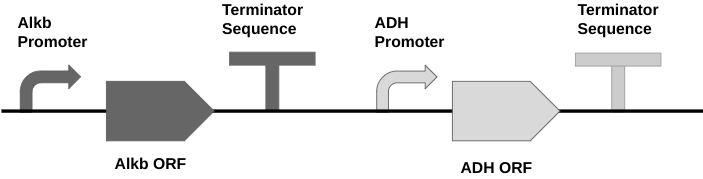 Alkb
Promoter
Terminator
Sequence
ADH
Promoter
Terminator
Sequence
Alkb ORF
ADH ORF